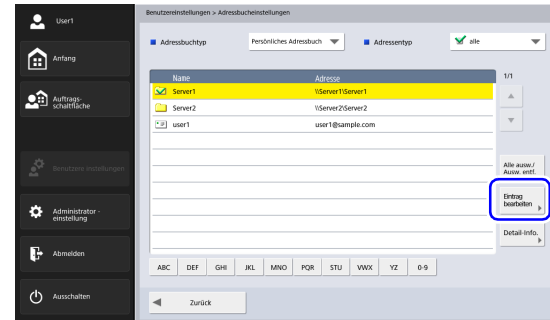 User1
Anfang
Auftrags-
schaltfläche
Benutzere instellungen
Administrator -
einstellung
Abmelden
Ausschalten
Benutzereinstellungen > Adressbucheinstellungen
Adressbuchtyp
Persönliches Adressbuch
Adressentyp
alle
Name Adresse
Server1 \\Server1\Server1
Server2 \\Server2\Server2
user1 user1@sample.com
1/1
Alle ausw./
Ausw. entf.
Eintrag
bearbeiten
Detail-Info.
ABC DEF GHI JKL MNO PQR STU VWX YZ 0-9
Zurück